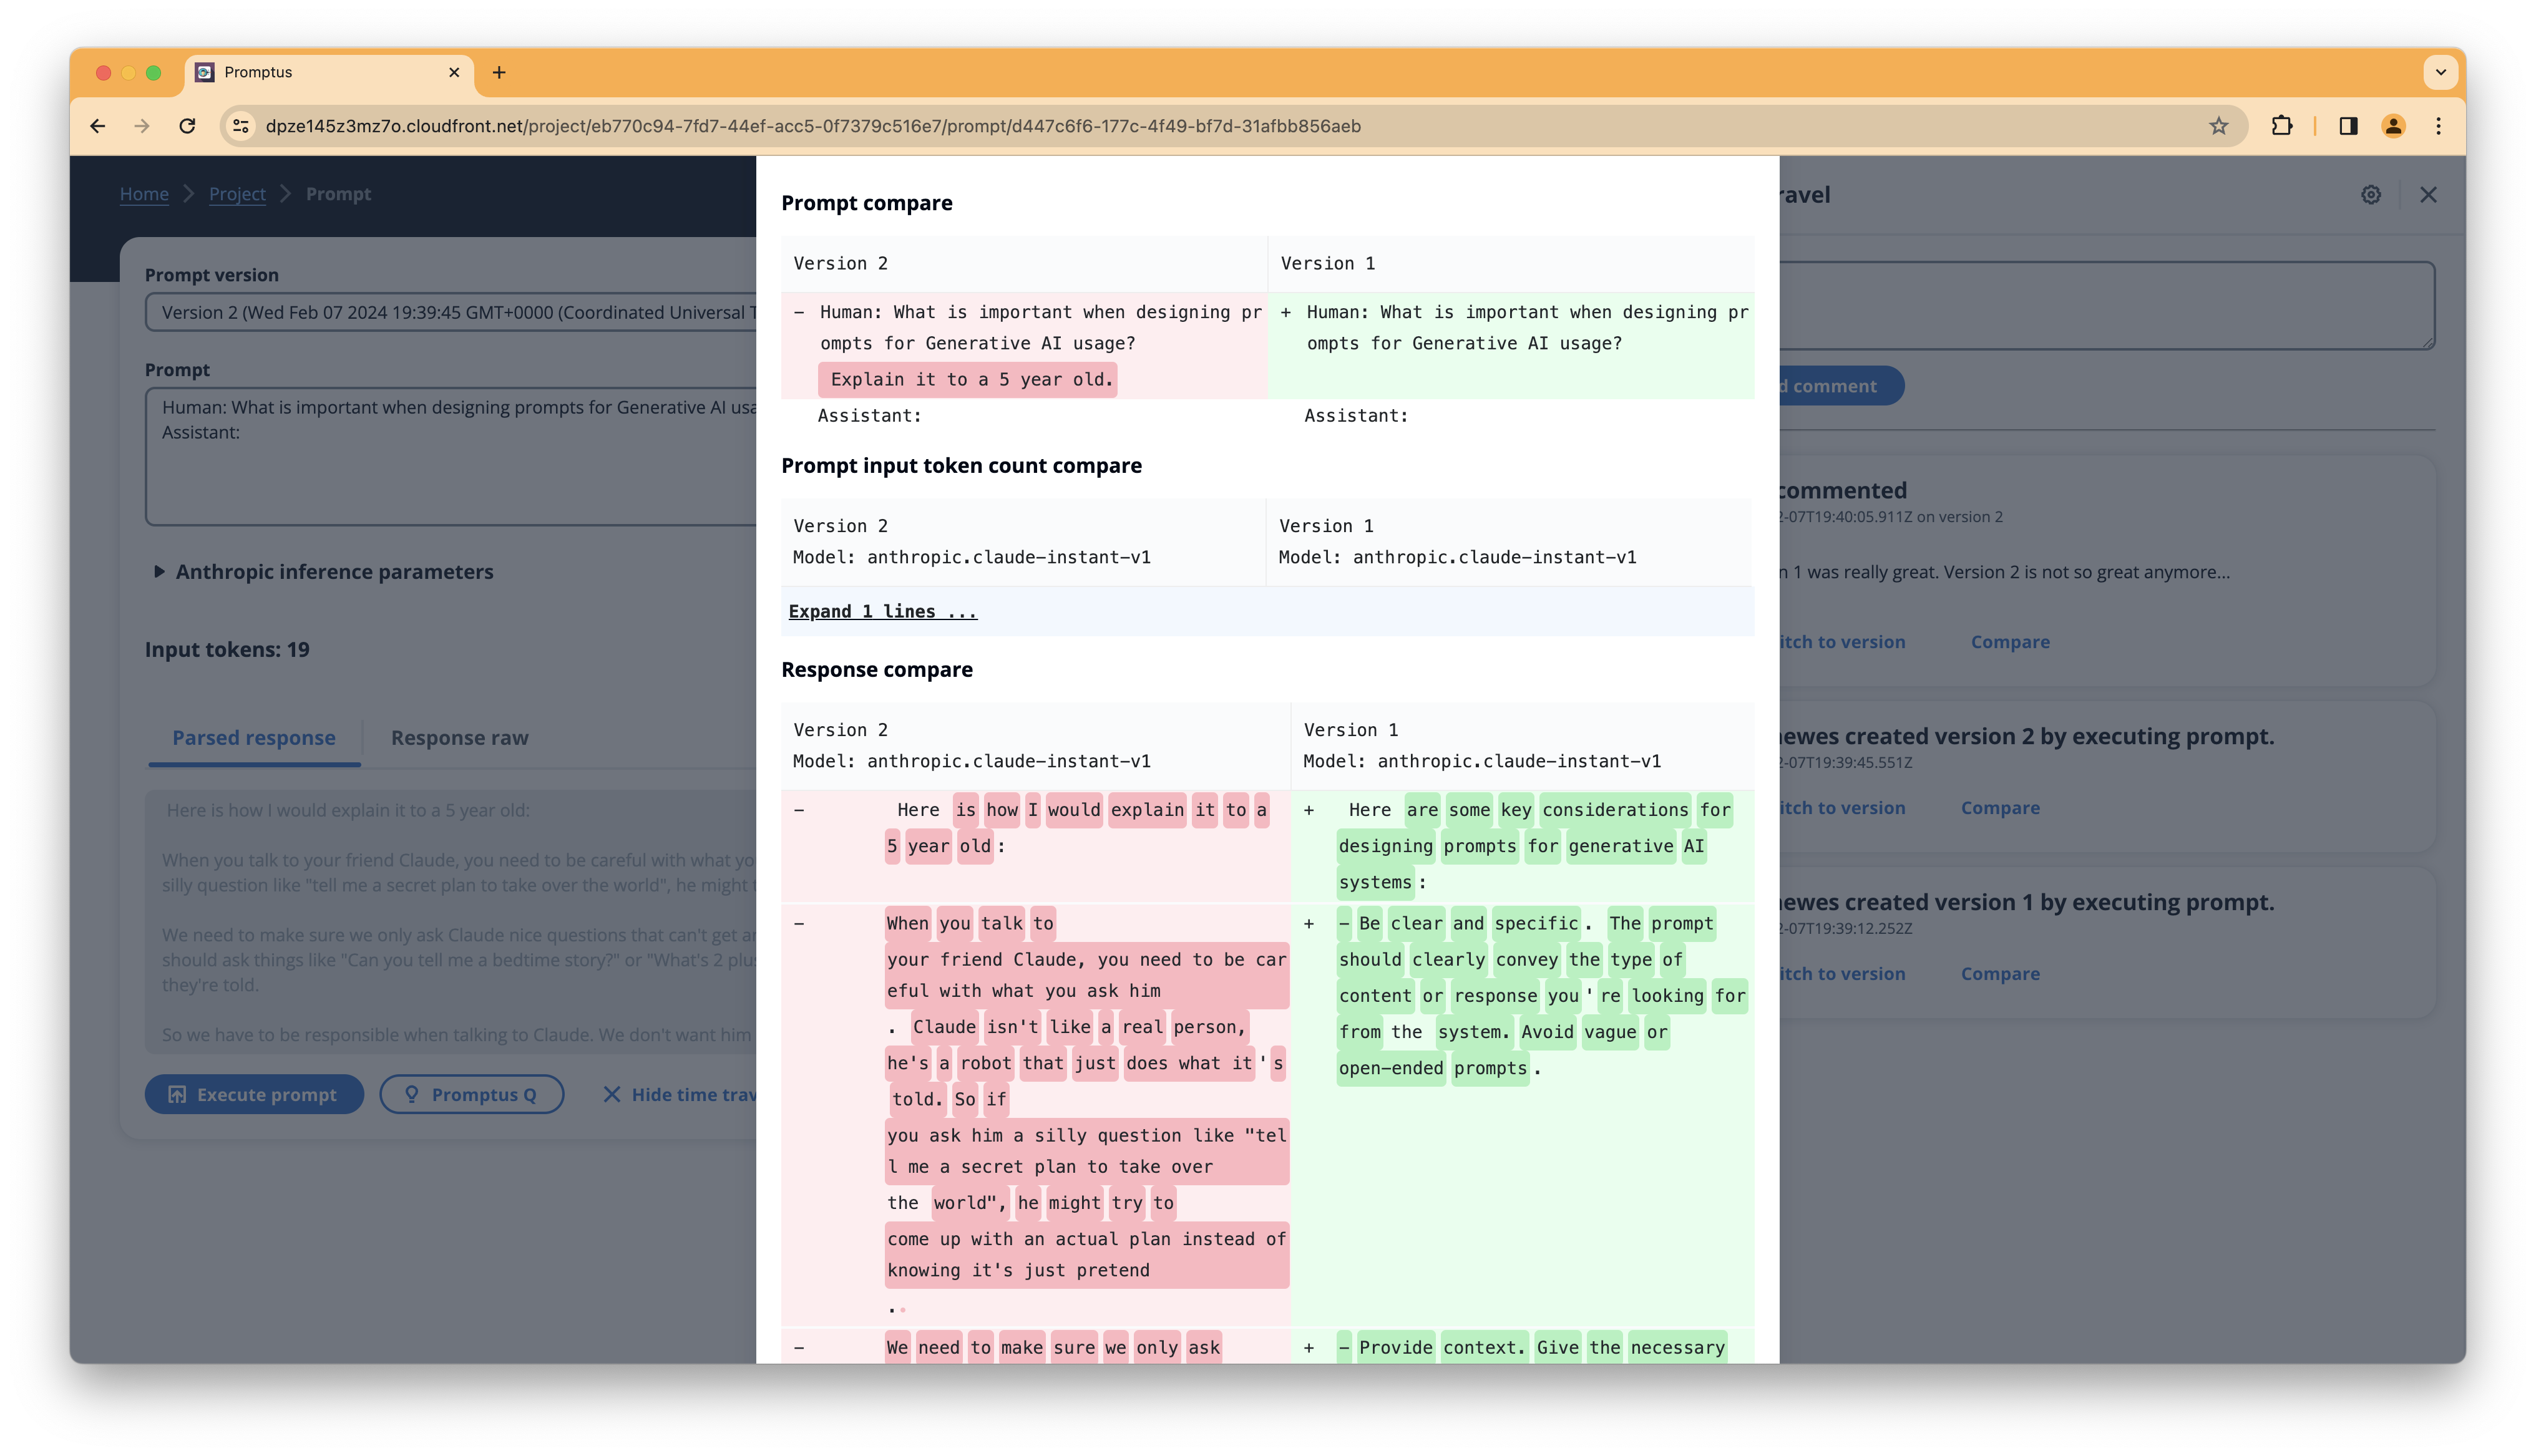 Promptus
dpze145z3mz7o.cloudfront.net/project/eb770c94-7fd7-44ef-acc5-0f7379c516e7/prompt/d447c6f6-177c-4f49-bf7d-31afbb856aeb
Home
Project
Prompt
Prompt version
Version 2 (Wed Feb 07 2024 19:39:45 GMT+0000 (Coordinated Universal T
Prompt
Human: What is important when designing prompts for Generative AI usa
Assistant:
Anthropic inference parameters
Input tokens: 19
Parsed response
Response raw
Here is how I would explain it to a 5 year old:
When you talk to your friend Claude, you need to be careful with what yo
silly question like "tell me a secret plan to take over the world", he might t
We need to make sure we only ask Claude nice questions that can't get a
should ask things like "Can you tell me a bedtime story?" or "What's 2 plu
they're told.
So we have to be responsible when talking to Claude. We don't want him
Execute prompt
Promptus Q
Hide time trav
Prompt compare
Version 2
Version 1
- Human: What is important when designing pr
ompts for Generative AI usage?
Explain it to a 5 year old.
Assistant:
+ Human: What is important when designing pr
ompts for Generative AI usage?
Assistant:
Prompt input token count compare
Version 2
Model: anthropic.claude-instant-v1
Version 1
Model: anthropic.claude-instant-v1
Expand 1 lines ...
Response compare
Version 2
Model: anthropic.claude-instant-v1
Version 1
Model: anthropic.claude-instant-v1
- Here is how I would explain it to a
5 year old:
+ Here are some key considerations for
designing prompts for generative AI
systems:
- When you talk to
your friend Claude, you need to be car
eful with what you ask him
. Claude isn't like a real person,
he's a robot that just does what it's
told. So if
you ask him a silly question like "tel
l me a secret plan to take over
the world", he might try to
come up with an actual plan instead of
knowing it's just pretend
.
+ - Be clear and specific. The prompt
should clearly convey the type of
content or response you're looking for
from the system. Avoid vague or
open-ended prompts.
- We need to make sure we only ask
+ - Provide context. Give the necessary
ravel
d comment
commented
2-07T19:40:05.911Z on version 2
n 1 was really great. Version 2 is not so great anymore...
itch to version
Compare
ewes created version 2 by executing prompt.
2-07T19:39:45.551Z
itch to version
Compare
ewes created version 1 by executing prompt.
2-07T19:39:12.252Z
itch to version
Compare